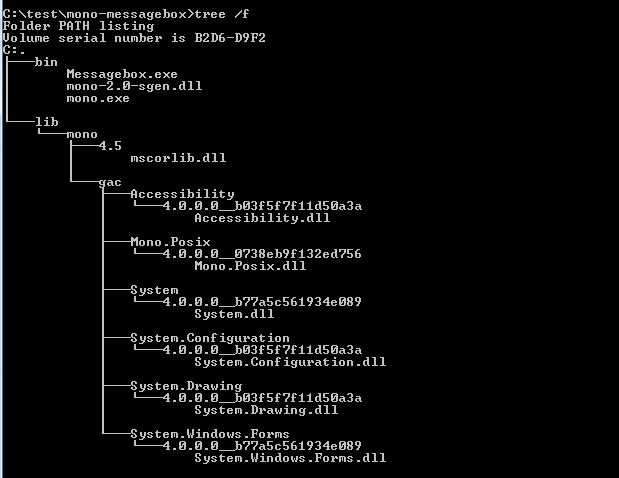 C:\test\mono-messagebox>tree /f
Folder PATH listing
Volume serial number is B2D6-D9F2
C:.
├───bin
│       Messagebox.exe
│       mono-2.0-sgen.dll
│       mono.exe
│
└───lib
    └───mono
        ├───4.5
        │       mscorlib.dll
        │
        └───gac
            ├───Accessibility
            │   └───4.0.0.0__b03f5f7f11d50a3a
            │           Accessibility.dll
            │
            ├───Mono.Posix
            │   └───4.0.0.0__0738eb9f132ed756
            │           Mono.Posix.dll
            │
            ├───System
            │   └───4.0.0.0__b77a5c561934e089
            │           System.dll
            │
            ├───System.Configuration
            │   └───4.0.0.0__b03f5f7f11d50a3a
            │           System.Configuration.dll
            │
            ├───System.Drawing
            │   └───4.0.0.0__b03f5f7f11d50a3a
            │           System.Drawing.dll
            │
            └───System.Windows.Forms
                └───4.0.0.0__b77a5c561934e089
                        System.Windows.Forms.dll